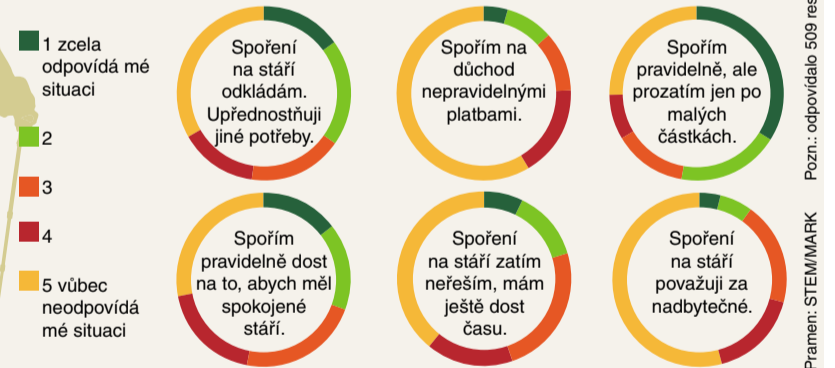 1 zcela
odpovídá mé
situaci
2
3
4
5 vůbec
neodpovídá
mé situaci
Spoření
na stáří
odkládám.
Upřednostňuji
jiné potřeby.
Spořím na
důchod
nepravidelnými
platbami.
Spořím
pravidelně, ale
prozatím jen po
malých
částkách.
Spořím
pravidelně dost
na to, abych měl
spokojené
stáří.
Spoření
na stáří zatím
neřeším, mám
ještě dost
času.
Spoření
na stáří
považuji za
nadbytečné.
Pozn.: odpovídalo 509 res
Pramen: STEM/MARK